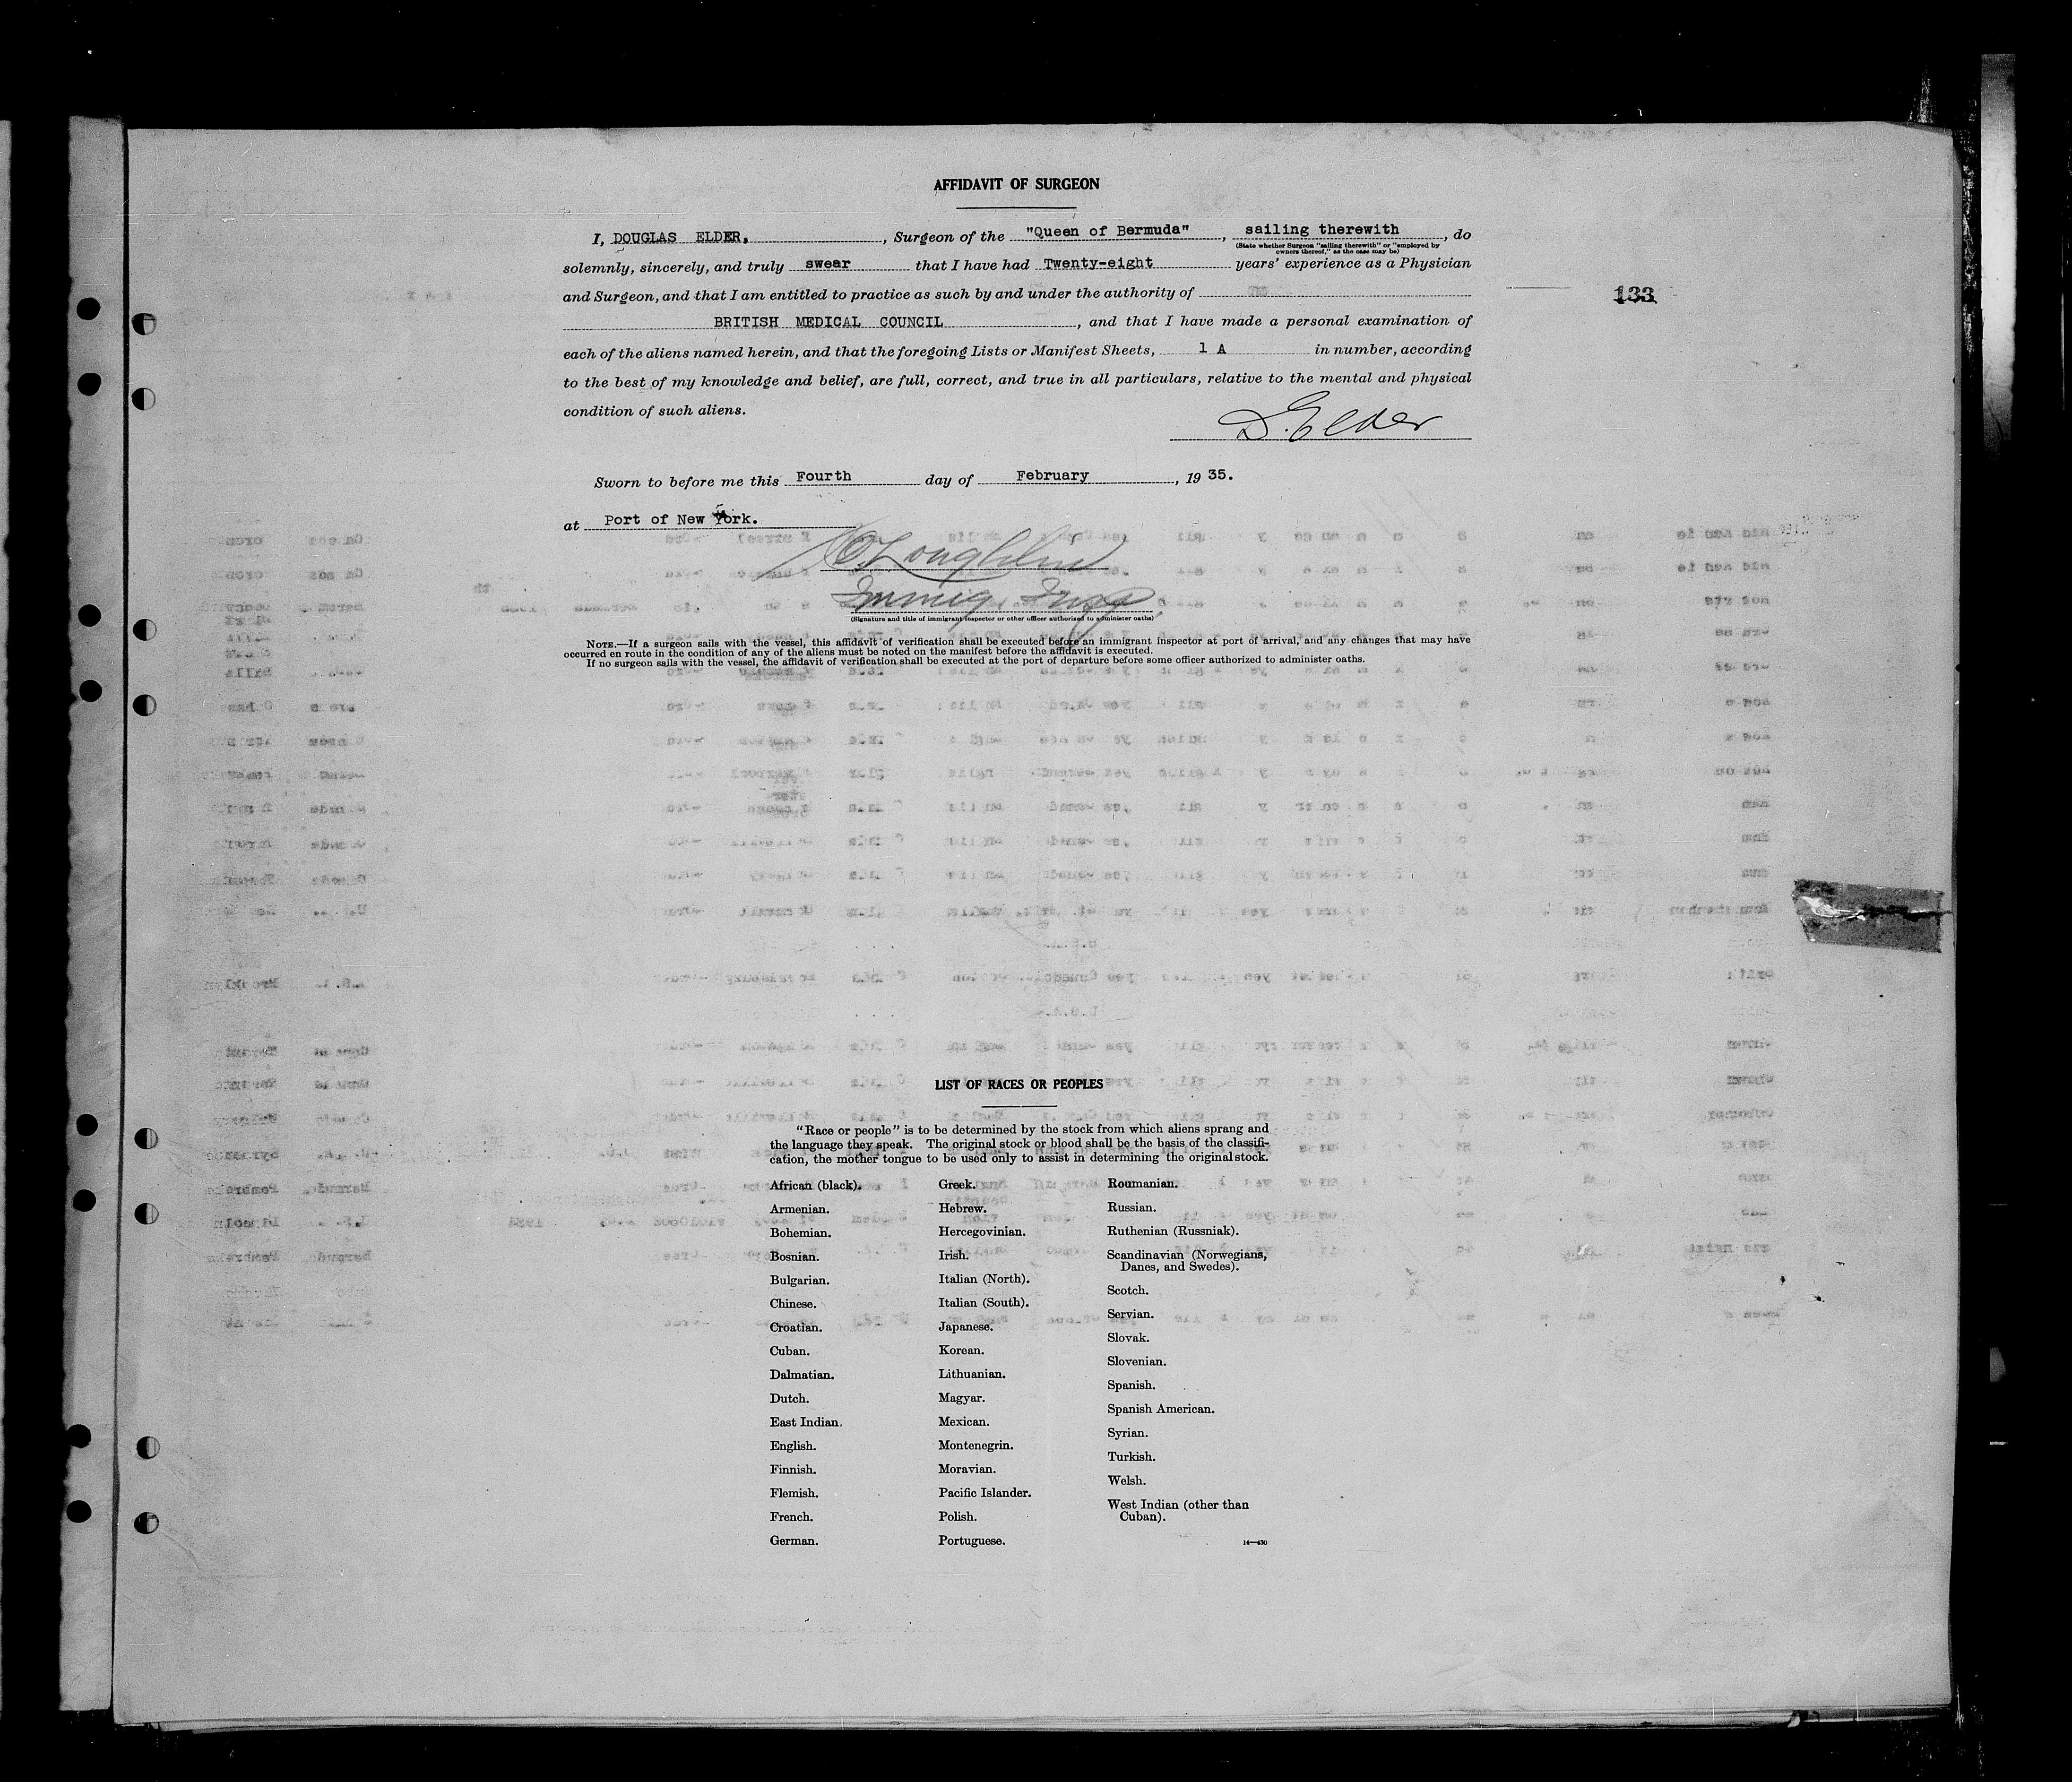 AFFIDAVIT OF SURGEON
I, DOUGLAS ELDER, , Surgeon of the "Queen of Bermuda" , sailing therewith , do
(State whether Surgeon "sailing therewith" or "employed by
owners thereof," as the case may be)
solemnly, sincerely, and truly swear that I have had Twenty-eight years' experience as a Physician
and Surgeon, and that I am entitled to practice as such by and under the authority of
133
BRITISH MEDICAL COUNCIL , and that I have made a personal examination of
each of the aliens named herein, and that the foregoing Lists or Manifest Sheets, 1 A in number, according
to the best of my knowledge and belief, are full, correct, and true in all particulars, relative to the mental and physical
condition of such aliens.
D. Elder
Sworn to before me this Fourth day of February , 19 35.
at Port of New York.
O'Loughlin
Immig. Insp.
(Signature and title of immigrant inspector or other officer authorized to administer oaths)
NOTE.—If a surgeon sails with the vessel, this affidavit of verification shall be executed before an immigrant inspector at port of arrival, and any changes that may have
occurred en route in the condition of any of the aliens must be noted on the manifest before the affidavit is executed.
If no surgeon sails with the vessel, the affidavit of verification shall be executed at the port of departure before some officer authorized to administer oaths.
LIST OF RACES OR PEOPLES
"Race or people" is to be determined by the stock from which aliens sprang and
the language they speak. The original stock or blood shall be the basis of the classifi-
cation, the mother tongue to be used only to assist in determining the original stock.
African (black).
Armenian.
Bohemian.
Bosnian.
Bulgarian.
Chinese.
Croatian.
Cuban.
Dalmatian.
Dutch.
East Indian.
English.
Finnish.
Flemish.
French.
German.
Greek.
Hebrew.
Hercegovinian.
Irish.
Italian (North).
Italian (South).
Japanese.
Korean.
Lithuanian.
Magyar.
Mexican.
Montenegrin.
Moravian.
Pacific Islander.
Polish.
Portuguese.
Roumanian.
Russian.
Ruthenian (Russniak).
Scandinavian (Norwegians,
Danes, and Swedes).
Scotch.
Servian.
Slovak.
Slovenian.
Spanish.
Spanish American.
Syrian.
Turkish.
Welsh.
West Indian (other than
Cuban).
14—430